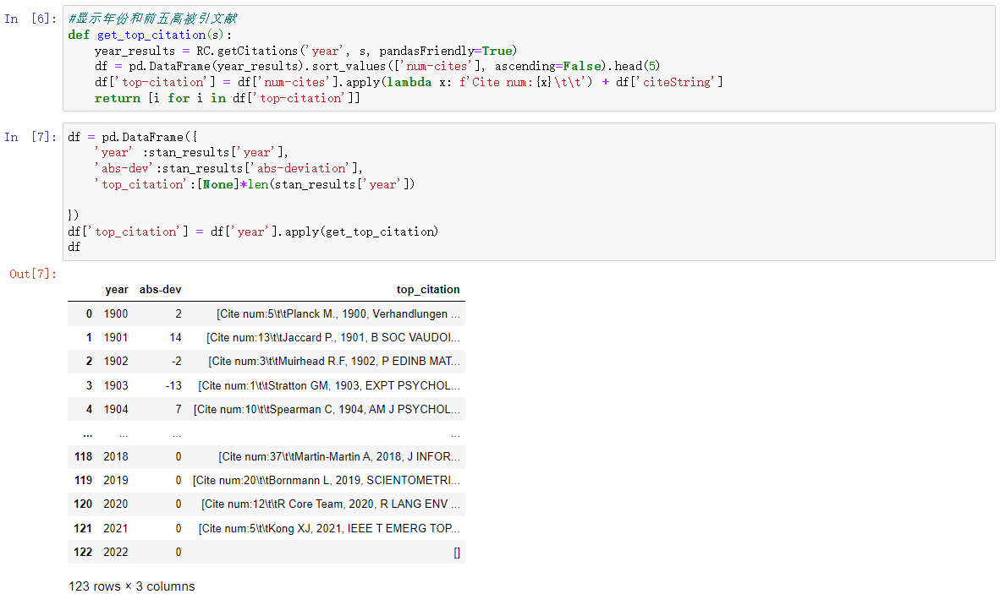 In [6]: #显示年份和前五高被引文献
def get_top_citation(s):
    year_results = RC.getCitations('year', s, pandasFriendly=True)
    df = pd.DataFrame(year_results).sort_values(['num-cites'], ascending=False).head(5)
    df['top-citation'] = df['num-cites'].apply(lambda x: f'Cite num:{x}\t\t') + df['citeString']
    return [i for i in df['top-citation']]
In [7]: df = pd.DataFrame({
    'year' :stan_results['year'],
    'abs-dev':stan_results['abs-deviation'],
    'top_citation':[None]*len(stan_results['year'])
})
df['top_citation'] = df['year'].apply(get_top_citation)
df
Out[7]:
year abs-dev top_citation
0 1900 2 [Cite num:5\t\tPlanck M., 1900, Verhandlungen ...
1 1901 14 [Cite num:13\t\tJaccard P., 1901, B SOC VAUDOI...
2 1902 -2 [Cite num:3\t\tMuirhead R.F, 1902, P EDINB MAT...
3 1903 -13 [Cite num:1\t\tStratton GM, 1903, EXPT PSYCHOL...
4 1904 7 [Cite num:10\t\tSpearman C, 1904, AM J PSYCHOL...
... ... ... ...
118 2018 0 [Cite num:37\t\tMartin-Martin A, 2018, J INFOR...
119 2019 0 [Cite num:20\t\tBornmann L, 2019, SCIENTOMETRI...
120 2020 0 [Cite num:12\t\tR Core Team, 2020, R LANG ENV ...
121 2021 0 [Cite num:5\t\tKong XJ, 2021, IEEE T EMERG TOP...
122 2022 0 []
123 rows × 3 columns